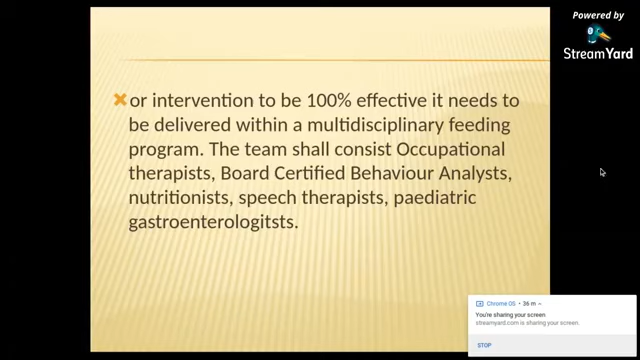 Powered by
StreamYard
or intervention to be 100% effective it needs to
be delivered within a multidisciplinary feeding
program. The team shall consist Occupational
therapists, Board Certified Behaviour Analysts,
nutritionists, speech therapists, paediatric
gastroenterologitsts.
Chrome OS • 36 m
You're sharing your screen
streamyard.com is sharing your screen.
STOP